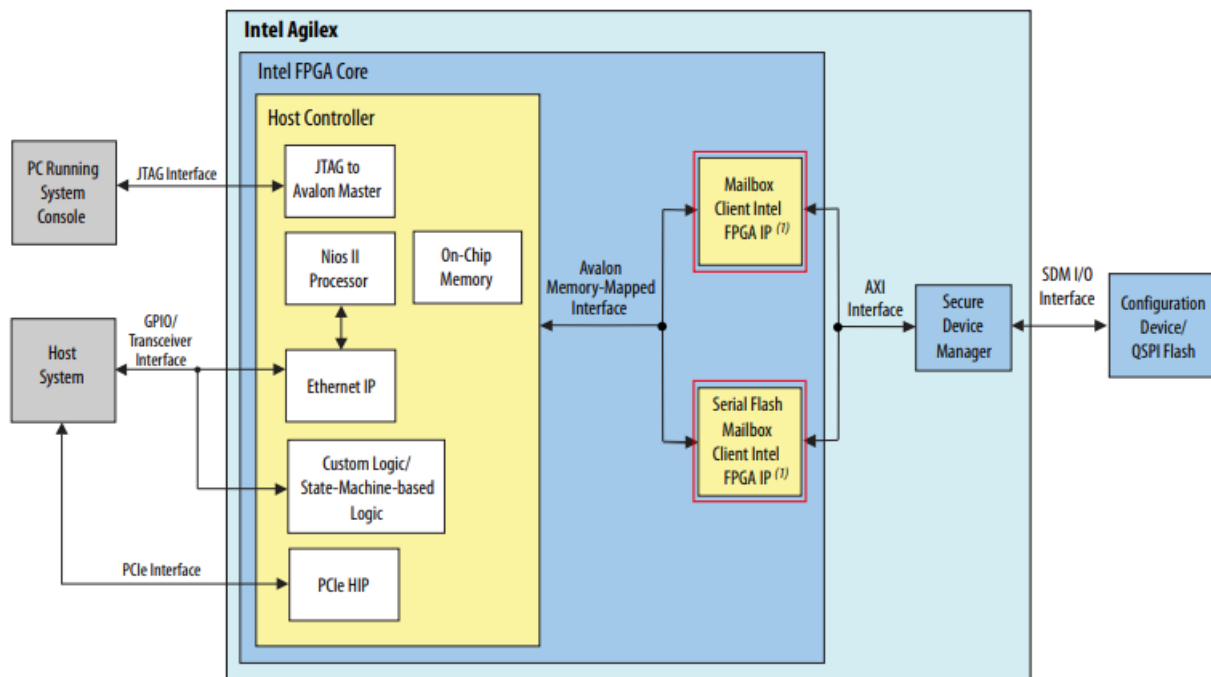 Intel Agilex
Intel FPGA Core
Host Controller
PC Running
System
Console
JTAG Interface
JTAG to
Avalon Master
Nios II
Processor
On-Chip
Memory
Host
System
GPIO/
Transceiver
Interface
Ethernet IP
Custom Logic/
State-Machine-based
Logic
PCIe Interface
PCIe HIP
Avalon
Memory-Mapped
Interface
Mailbox
Client Intel
FPGA IP (1)
Serial Flash
Mailbox
Client Intel
FPGA IP (1)
AXI
Interface
Secure
Device
Manager
SDM I/O
Interface
Configuration
Device/
QSPI Flash